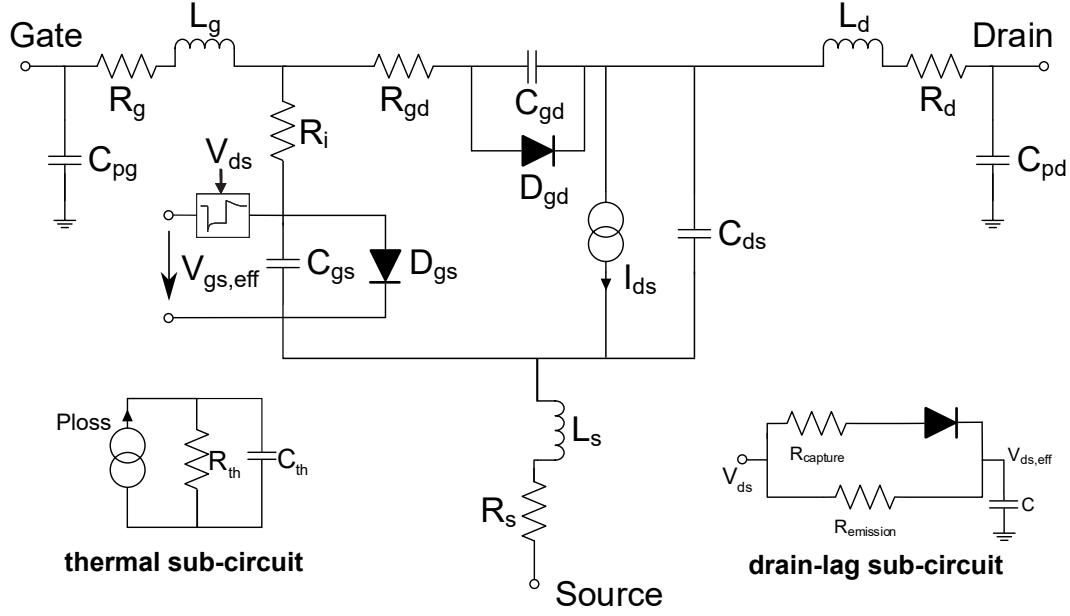 Gate
L_g
L_d
Drain
R_g
R_gd
C_gd
R_d
R_i
C_pg
V_ds
D_gd
C_pd
V_gs,eff
C_gs
D_gs
I_ds
C_ds
Ploss
R_th
C_th
L_s
R_s
R_capture
V_ds
V_ds,eff
C
R_emission
thermal sub-circuit
drain-lag sub-circuit
Source